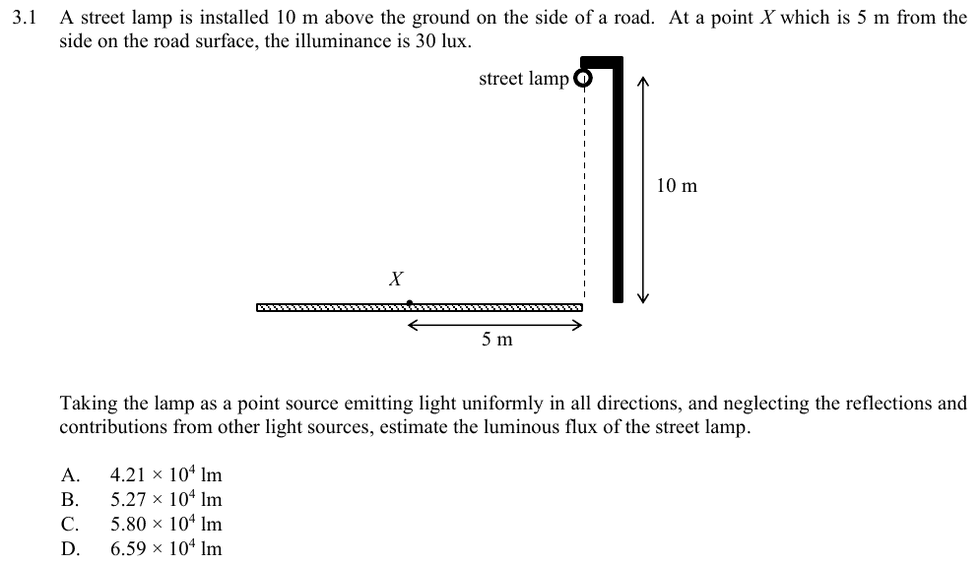 3.1 A street lamp is installed 10 m above the ground on the side of a road. At a point X which is 5 m from the
side on the road surface, the illuminance is 30 lux.
street lamp
10 m
X
5 m
Taking the lamp as a point source emitting light uniformly in all directions, and neglecting the reflections and
contributions from other light sources, estimate the luminous flux of the street lamp.
A. 4.21 × 10⁴ lm
B. 5.27 × 10⁴ lm
C. 5.80 × 10⁴ lm
D. 6.59 × 10⁴ lm